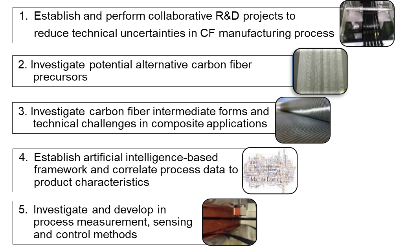 1. Establish and perform collaborative R&D projects to
reduce technical uncertainties in CF manufacturing process
2. Investigate potential alternative carbon fiber
precursors
3. Investigate carbon fiber intermediate forms and
technical challenges in composite applications
4. Establish artificial intelligence-based
framework and correlate process data to
product characteristics
5. Investigate and develop in
process measurement, sensing
and control methods